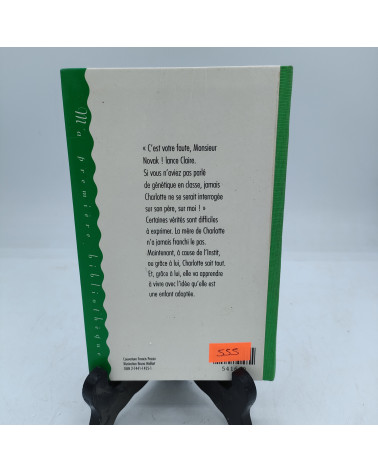 Ma première bibliothèque
« C'est votre faute, Monsieur
Novak ! lance Claire.
Si vous n'aviez pas parlé
de génétique en classe, jamais
Charlotte ne se serait interrogée
sur son père, sur moi ! »
Certaines vérités sont difficiles
à exprimer. La mère de Charlotte
n'a jamais franchi le pas.
Maintenant, à cause de l'Instit,
ou grâce à lui, Charlotte sait tout.
Et, grâce à lui, elle va apprendre
à vivre avec l'idée qu'elle est
une enfant adoptée.
555